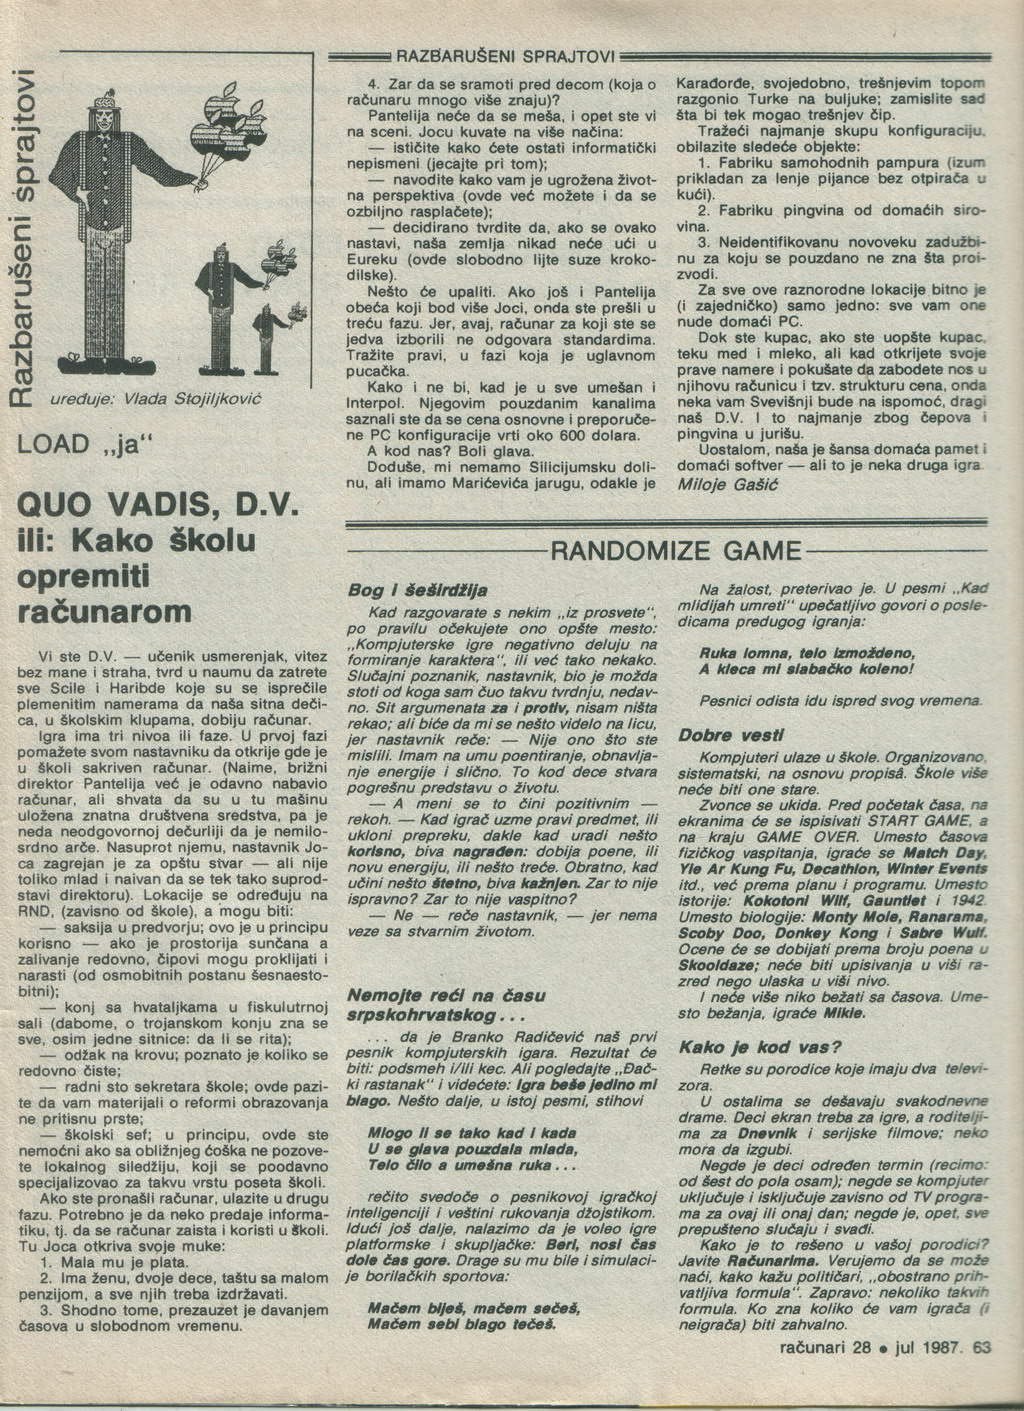 Razbarušeni sprajtovi
uređuje: Vlada Stojiljković
LOAD „ja“
QUO VADIS, D.V.
ili: Kako školu
opremiti
računarom
Vi ste D.V. — učenik usmerenjak, vitez
bez mane i straha, tvrd u naumu da zatrete
sve Scile i Haribde koje su se isprečile
plemenitim namerama da naša sitna deči-
ca, u školskim klupama, dobiju računar.
Igra ima tri nivoa ili faze. U prvoj fazi
pomažete svom nastavniku da otkrije gde je
u školi sakriven računar. (Naime, brižni
direktor Pantelija već je odavno nabavio
računar, ali shvata da su u tu mašinu
uložena znatna društvena sredstva, pa je
neda neodgovornoj dečurliji da je nemilo-
srdno arče. Nasuprot njemu, nastavnik Jo-
ca zagrejan je za opštu stvar — ali nije
toliko mlad i naivan da se tek tako suprod-
stavi direktoru). Lokacije se određuju na
RND, (zavisno od škole), a mogu biti:
— saksija u predvorju; ovo je u principu
korisno — ako je prostorija sunčana a
zalivanje redovno, čipovi mogu proklijati i
narasti (od osmobitnih postanu šesnaesto-
bitni);
— konj sa hvataljkama u fiskulutrnoj
sali (dabome, o trojanskom konju zna se
sve, osim jedne sitnice: da li se rita);
— odžak na krovu; poznato je koliko se
redovno čiste;
— radni sto sekretara škole; ovde pazi-
te da vam materijali o reformi obrazovanja
ne pritisnu prste;
— školski sef; u principu, ovde ste
nemoćni ako sa obližnjeg ćoška ne pozove-
te lokalnog siledžiju, koji se poodavno
specijalizovao za takvu vrstu poseta školi.
Ako ste pronašli računar, ulazite u drugu
fazu. Potrebno je da neko predaje informa-
tiku, tj. da se računar zaista i koristi u školi.
Tu Joca otkriva svoje muke:
1. Mala mu je plata.
2. Ima ženu, dvoje dece, taštu sa malom
penzijom, a sve njih treba izdržavati.
3. Shodno tome, prezauzet je davanjem
časova u slobodnom vremenu.
RAZBARUŠENI SPRAJTOVI
4. Zar da se sramoti pred decom (koja o
računaru mnogo više znaju)?
Pantelija neće da se meša, i opet ste vi
na sceni. Jocu kuvate na više načina:
— ističite kako ćete ostati informatički
nepismeni (jecajte pri tom);
— navodite kako vam je ugrožena život-
na perspektiva (ovde već možete i da se
ozbiljno rasplačete);
— decidirano tvrdite da, ako se ovako
nastavi, naša zemlja nikad neće ući u
Eureku (ovde slobodno lijte suze kroko-
dilske).
Nešto će upaliti. Ako još i Pantelija
obeća koji bod više Joci, onda ste prešli u
treću fazu. Jer, avaj, računar za koji ste se
jedva izborili ne odgovara standardima.
Tražite pravi, u fazi koja je uglavnom
pucačka.
Kako i ne bi, kad je u sve umešan i
Interpol. Njegovim pouzdanim kanalima
saznali ste da se cena osnovne i preporuče-
ne PC konfiguracije vrti oko 600 dolara.
A kod nas? Boli glava.
Doduše, mi nemamo Silicijumsku doli-
nu, ali imamo Marićevića jarugu, odakle je
Karađorđe, svojedobno, trešnjevim topom
razgonio Turke na buljuke; zamislite sad
šta bi tek mogao trešnjev čip.
Tražeći najmanje skupu konfiguraciju,
obilazite sledeće objekte:
1. Fabriku samohodnih pampura (izum
prikladan za lenje pijance bez otpirača u
kući).
2. Fabriku pingvina od domaćih siro-
vina.
3. Neidentifikovanu novoveku zadužbi-
nu za koju se pouzdano ne zna šta proi-
zvodi.
Za sve ove raznorodne lokacije bitno je
(i zajedničko) samo jedno: sve vam one
nude domaći PC.
Dok ste kupac, ako ste uopšte kupac,
teku med i mleko, ali kad otkrijete svoje
prave namere i pokušate da zabodete nos u
njihovu računicu i tzv. strukturu cena, onda
neka vam Svevišnji bude na ispomoć, dragi
naš D.V. I to najmanje zbog čepova i
pingvina u jurišu.
Uostalom, naša je šansa domaća pamet i
domaći softver — ali to je neka druga igra.
Miloje Gašić
RANDOMIZE GAME
Bog i šeširdžija
Kad razgovarate s nekim „iz prosvete“,
po pravilu očekujete ono opšte mesto:
„Kompjuterske igre negativno deluju na
formiranje karaktera“, ili već tako nekako.
Slučajni poznanik, nastavnik, bio je možda
stoti od koga sam čuo takvu tvrdnju, nedav-
no. Sit argumenata za i protiv, nisam ništa
rekao; ali biće da mi se nešto videlo na licu,
jer nastavnik reče: — Nije ono što ste
mislili. Imam na umu poentiranje, obnavlja-
nje energije i slično. To kod dece stvara
pogrešnu predstavu o životu.
— A meni se to čini pozitivnim —
rekoh. — Kad igrač uzme pravi predmet, ili
ukloni prepreku, dakle kad uradi nešto
korisno, biva nagrađen: dobija poene, ili
novu energiju, ili nešto treće. Obratno, kad
učini nešto štetno, biva kažnjen. Zar to nije
ispravno? Zar to nije vaspitno?
— Ne — reče nastavnik, — jer nema
veze sa stvarnim životom.
Nemojte reći na času
srpskohrvatskog . . .
. . . da je Branko Radičević naš prvi
pesnik kompjuterskih igara. Rezultat će
biti: podsmeh i/ili kec. Ali pogledajte „Đač-
ki rastanak“ i videćete: Igra beše jedino mi
blago. Nešto dalje, u istoj pesmi, stihovi
Mlogo li se tako kad i kada
U se glava pouzdala mlada,
Telo čilo a umešna ruka . . .
rečito svedoče o pesnikovoj igračkoj
inteligenciji i veštini rukovanja džojstikom.
Idući još dalje, nalazimo da je voleo igre
platformske i skupljačke: Beri, nosi čas
dole čas gore. Drage su mu bile i simulaci-
je borilačkih sportova:
Mačem biješ, mačem sečeš,
Mačem sebi blago tečeš.
Na žalost, preterivao je. U pesmi „Kad
mlidijah umreti“ upečatljivo govori o posle-
dicama predugog igranja:
Ruka lomna, telo izmoždeno,
A kleca mi slabačko koleno!
Pesnici odista idu ispred svog vremena.
Dobre vesti
Kompjuteri ulaze u škole. Organizovano,
sistematski, na osnovu propisâ. Škole više
neće biti one stare.
Zvonce se ukida. Pred početak časa, na
ekranima će se ispisivati START GAME, a
na kraju GAME OVER. Umesto časova
fizičkog vaspitanja, igraće se Match Day,
Yie Ar Kung Fu, Decathlon, Winter Events
itd., već prema planu i programu. Umesto
istorije: Kokotoni Wilf, Gauntlet i 1942.
Umesto biologije: Monty Mole, Ranarama,
Scoby Doo, Donkey Kong i Sabre Wulf.
Ocene će se dobijati prema broju poena u
Skooldaze; neće biti upisivanja u viši ra-
zred nego ulaska u viši nivo.
I neće više niko bežati sa časova. Ume-
sto bežanja, igraće Mikie.
Kako je kod vas?
Retke su porodice koje imaju dva televi-
zora.
U ostalima se dešavaju svakodnevne
drame. Deci ekran treba za igre, a roditelji-
ma za Dnevnik i serijske filmove; neko
mora da izgubi.
Negde je deci određen termin (recimo:
od šest do pola osam); negde se kompjuter
uključuje i isključuje zavisno od TV progra-
ma za ovaj ili onaj dan; negde je, opet, sve
prepušteno slučaju i svađi.
Kako je to rešeno u vašoj porodici?
Javite Računarima. Verujemo da se može
naći, kako kažu političari, „obostrano prih-
vatljiva formula“. Zapravo: nekoliko takvih
formula. Ko zna koliko će vam igrača (i
neigrača) biti zahvalno.
računari 28 • jul 1987. 63